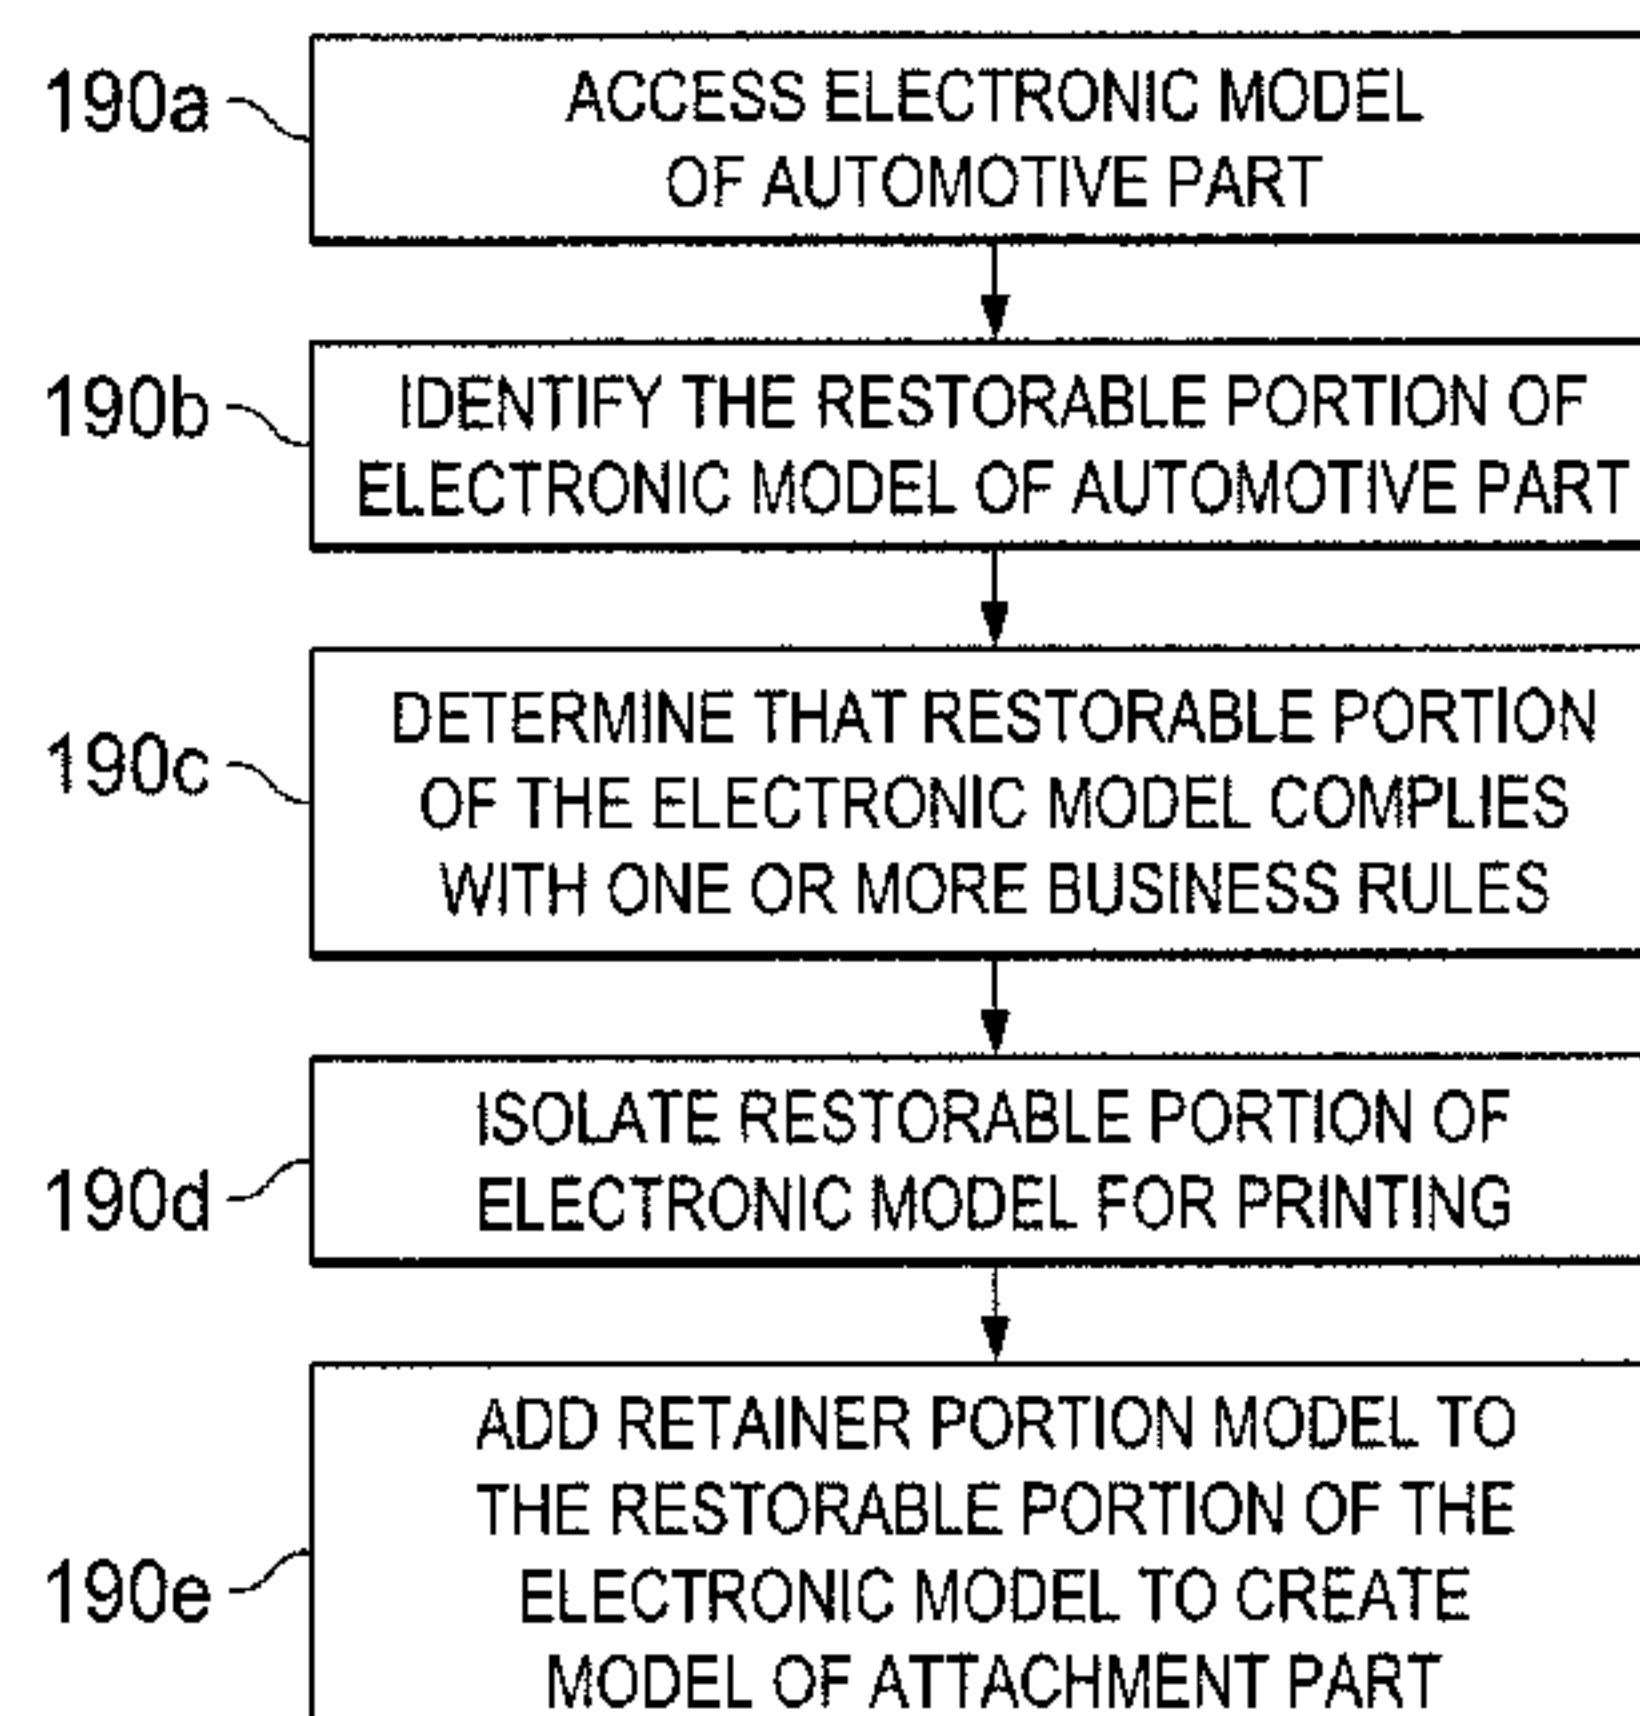 190a
ACCESS ELECTRONIC MODEL
OF AUTOMOTIVE PART
190b
IDENTIFY THE RESTORABLE PORTION OF
ELECTRONIC MODEL OF AUTOMOTIVE PART
190c
DETERMINE THAT RESTORABLE PORTION
OF THE ELECTRONIC MODEL COMPLIES
WITH ONE OR MORE BUSINESS RULES
190d
ISOLATE RESTORABLE PORTION OF
ELECTRONIC MODEL FOR PRINTING
190e
ADD RETAINER PORTION MODEL TO
THE RESTORABLE PORTION OF THE
ELECTRONIC MODEL TO CREATE
MODEL OF ATTACHMENT PART